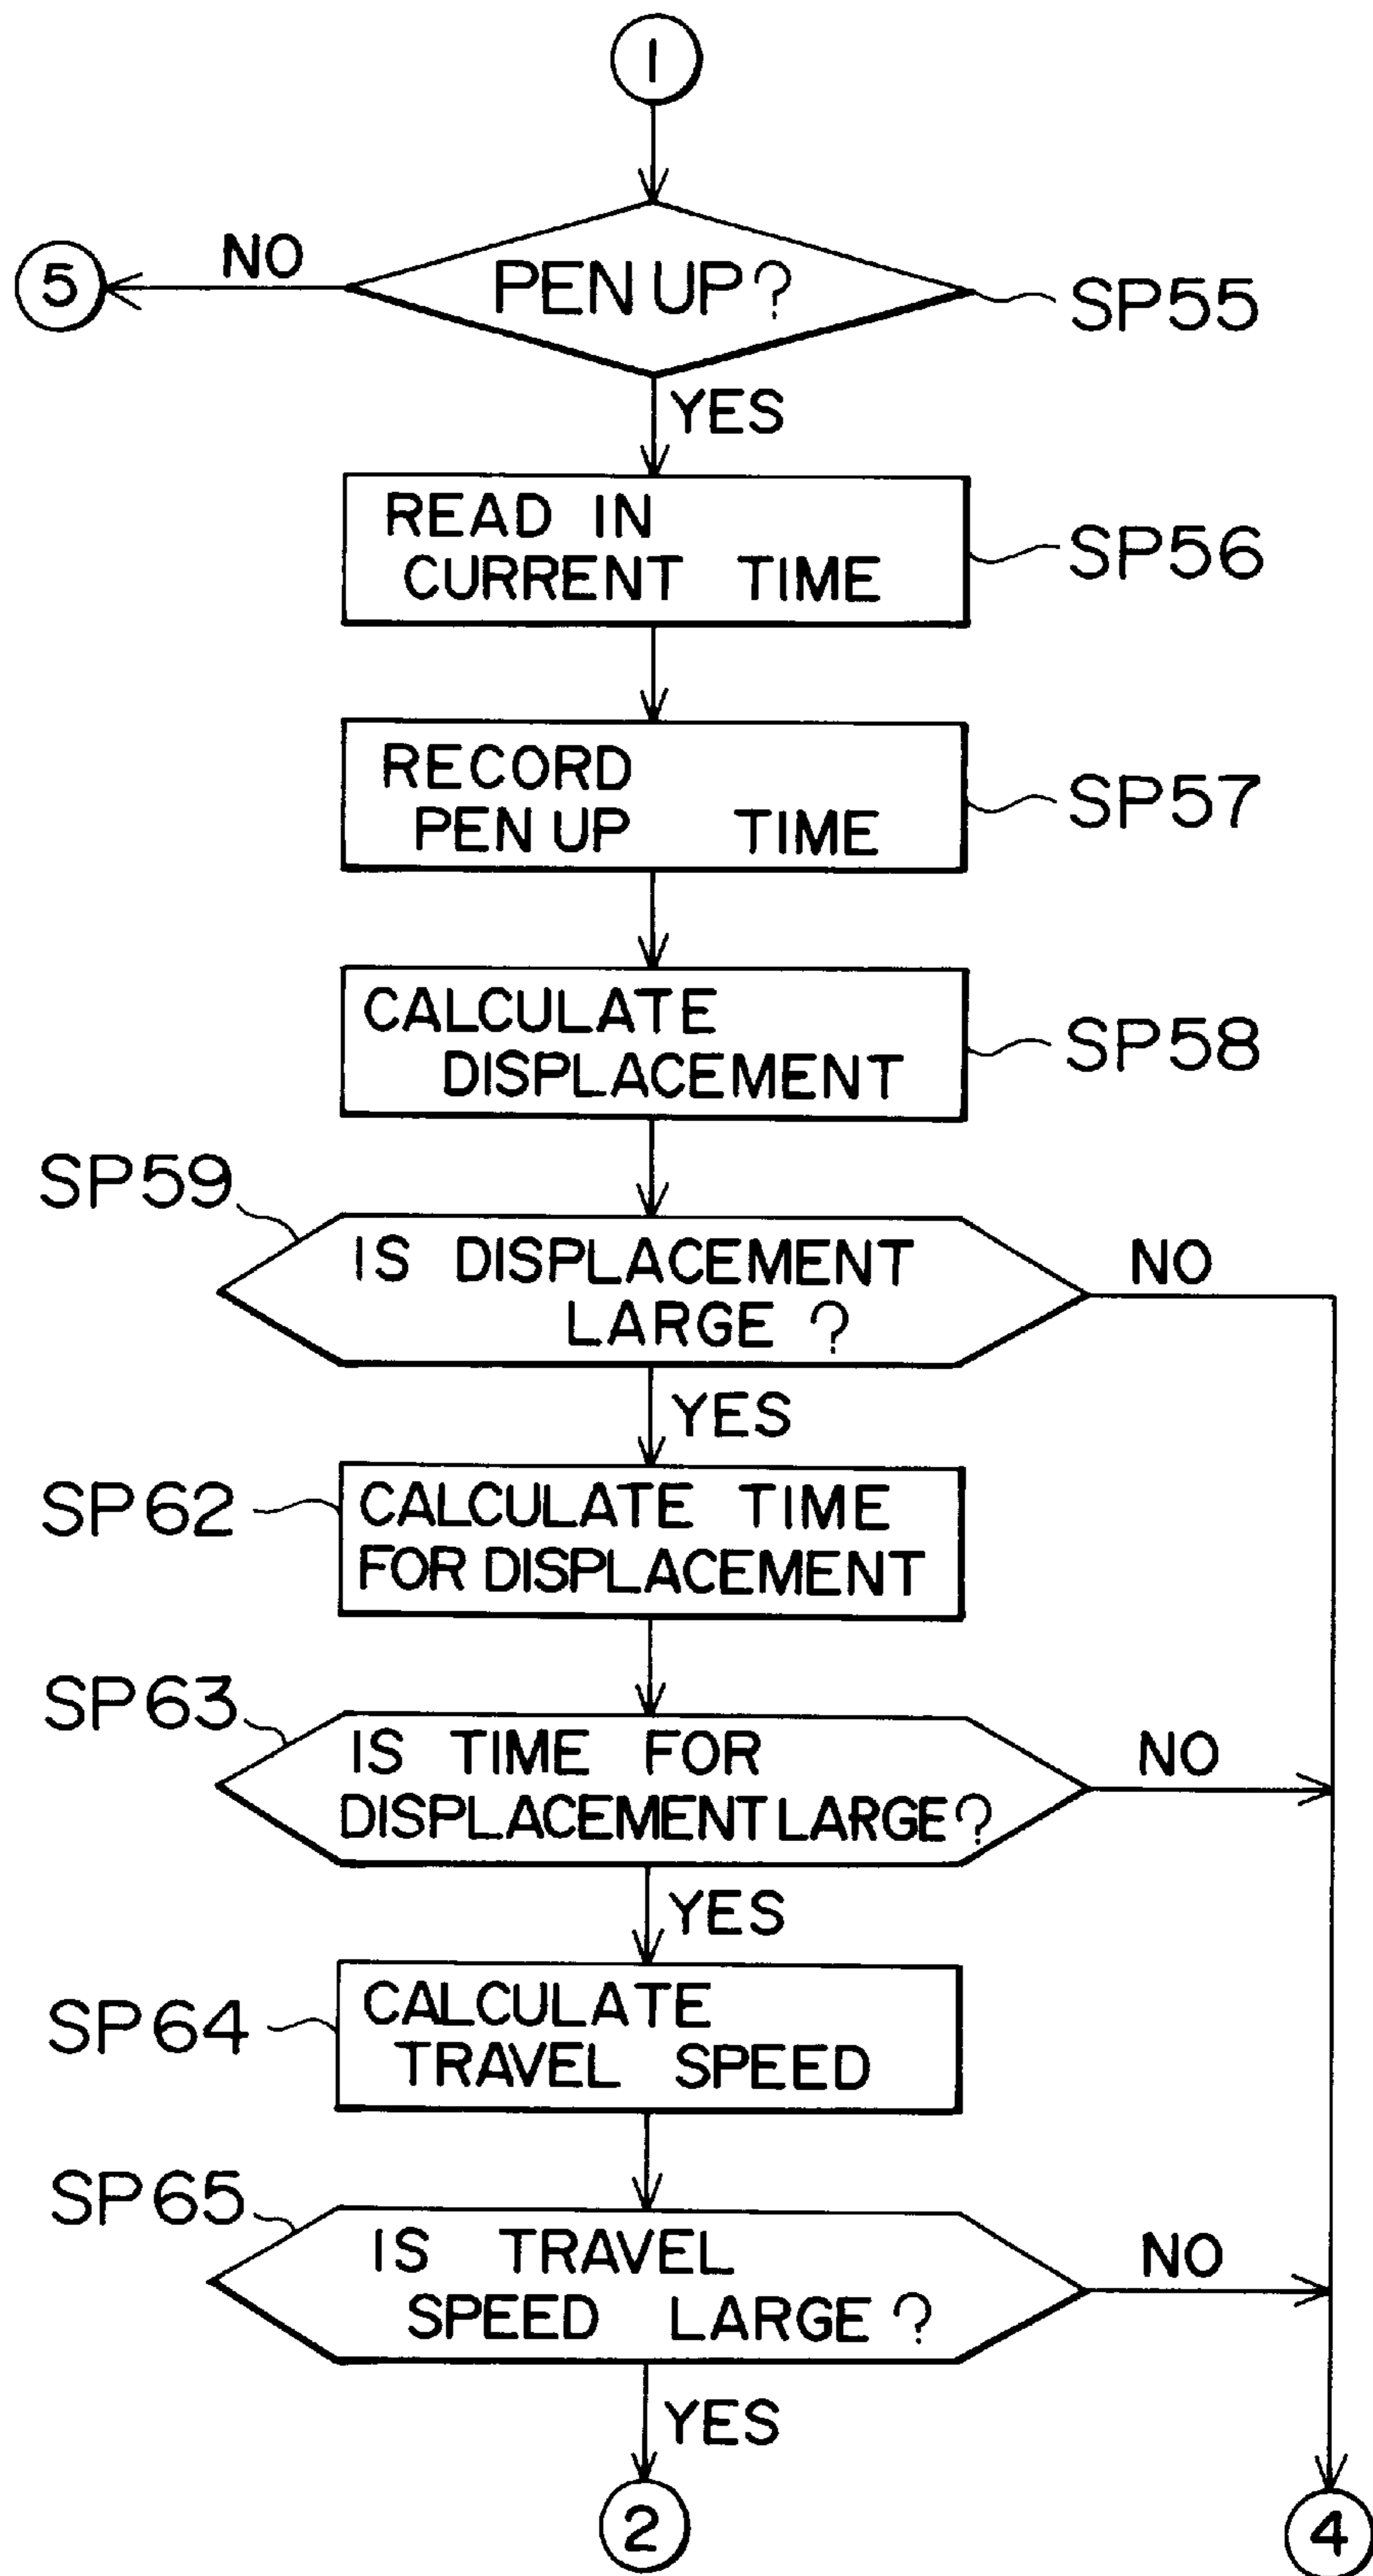 1
NO
5
PEN UP?
SP55
YES
READ IN
CURRENT TIME
SP56
RECORD
PEN UP TIME
SP57
CALCULATE
DISPLACEMENT
SP58
SP59
IS DISPLACEMENT
LARGE ?
NO
YES
SP62
CALCULATE TIME
FOR DISPLACEMENT
SP63
IS TIME FOR
DISPLACEMENT LARGE?
NO
YES
SP64
CALCULATE
TRAVEL SPEED
SP65
IS TRAVEL
SPEED LARGE ?
NO
YES
2
4